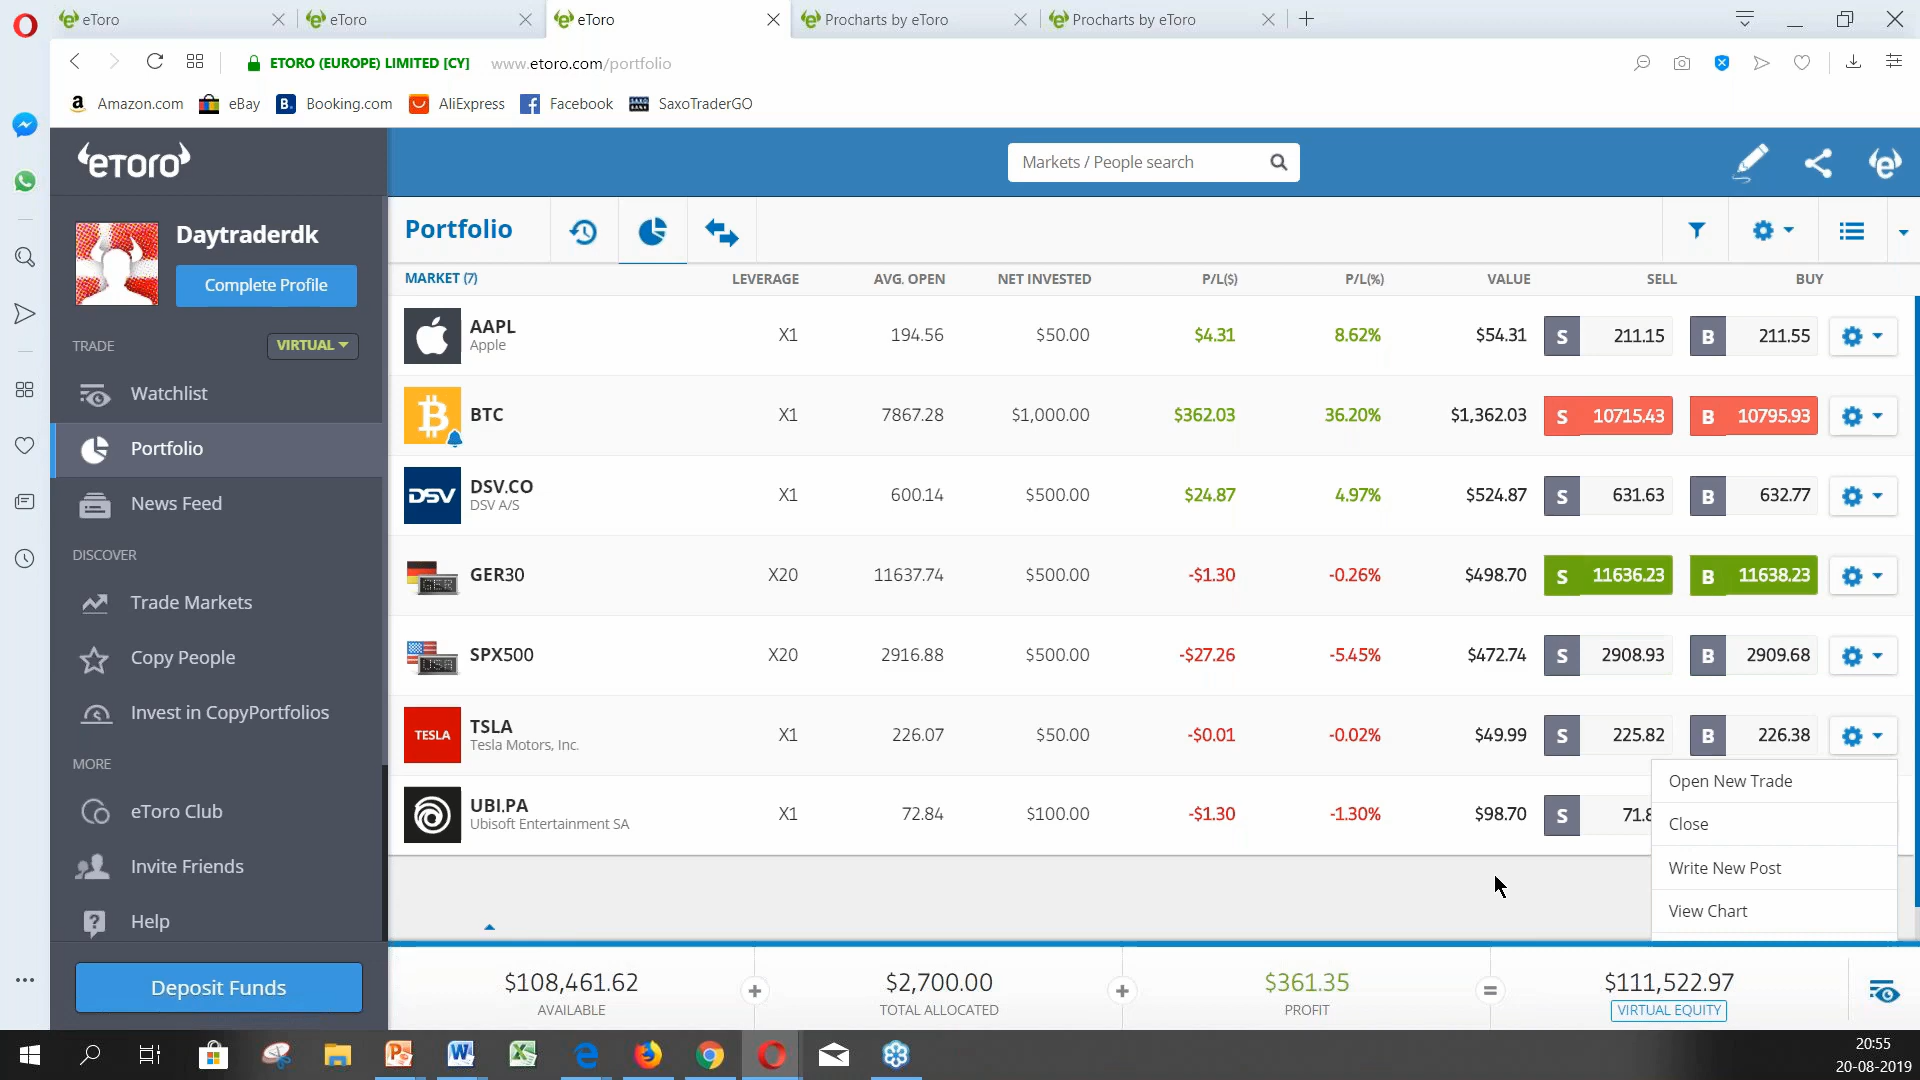 eToro
eToro
eToro
Procharts by eToro
Procharts by eToro
ETORO (EUROPE) LIMITED [CY]
www.etoro.com/portfolio
Amazon.com
eBay
Booking.com
AliExpress
Facebook
SaxoTraderGO
eToro
Markets / People search
Daytraderdk
Complete Profile
TRADE
VIRTUAL
Watchlist
Portfolio
News Feed
DISCOVER
Trade Markets
Copy People
Invest in CopyPortfolios
MORE
eToro Club
Invite Friends
Help
Deposit Funds
Portfolio
MARKET (7) LEVERAGE AVG. OPEN NET INVESTED P/L($) P/L(%) VALUE SELL BUY
AAPL
Apple
X1 194.56 $50.00 $4.31 8.62% $54.31 S 211.15 B 211.55
BTC X1 7867.28 $1,000.00 $362.03 36.20% $1,362.03 S 10715.43 B 10795.93
DSV
DSV.CO
DSV A/S
X1 600.14 $500.00 $24.87 4.97% $524.87 S 631.63 B 632.77
GER
GER30 X20 11637.74 $500.00 -$1.30 -0.26% $498.70 S 11636.23 B 11638.23
USA
SPX500 X20 2916.88 $500.00 -$27.26 -5.45% $472.74 S 2908.93 B 2909.68
TESLA
TSLA
Tesla Motors, Inc.
X1 226.07 $50.00 -$0.01 -0.02% $49.99 S 225.82 B 226.38
UBI.PA
Ubisoft Entertainment SA
X1 72.84 $100.00 -$1.30 -1.30% $98.70 S 71.8
Open New Trade
Close
Write New Post
View Chart
$108,461.62
AVAILABLE
+
$2,700.00
TOTAL ALLOCATED
+
$361.35
PROFIT
=
$111,522.97
VIRTUAL EQUITY
20:55
20-08-2019